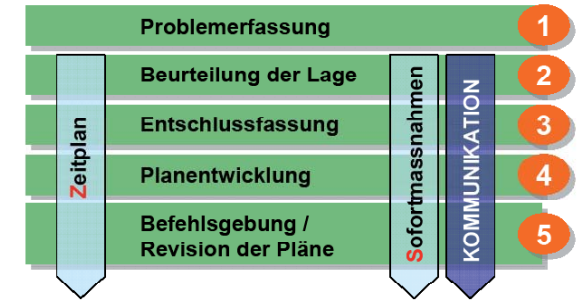 Problemerfassung 1
Beurteilung der Lage 2
Entschlussfassung 3
Planentwicklung 4
Befehlsgebung /
Revision der Pläne 5
Zeitplan
Sofortmassnahmen
KOMMUNIKATION